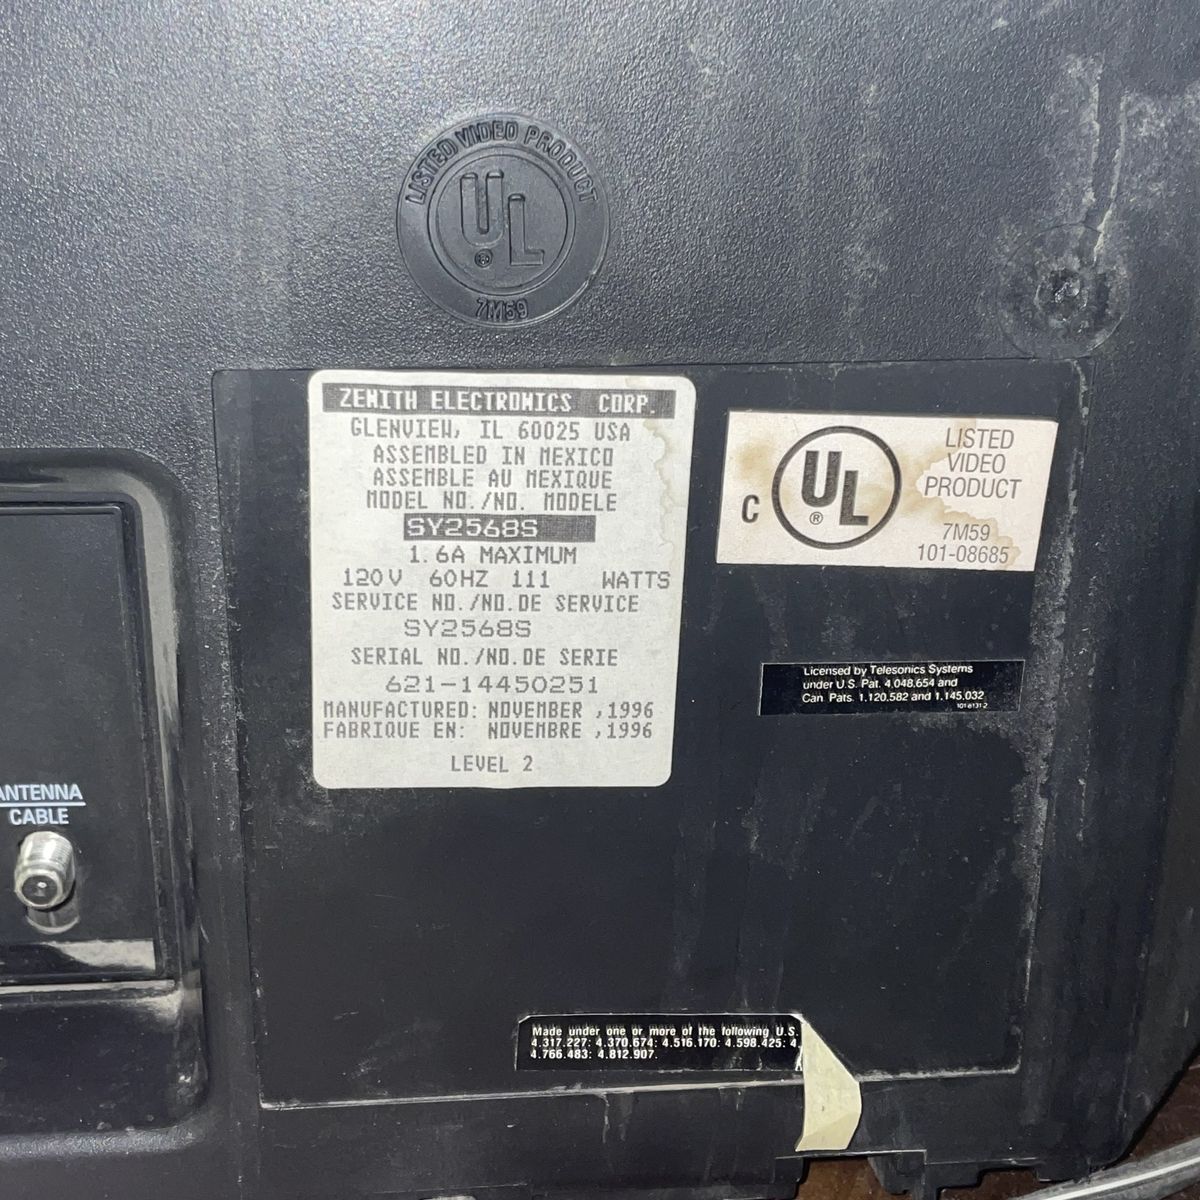 LISTED VIDEO PRODUCT
UL
®
7M59
ZENITH ELECTRONICS CORP.
GLENVIEW, IL 60025 USA
ASSEMBLED IN MEXICO
ASSEMBLE AU MEXIQUE
MODEL NO./NO. MODELE
SY2568S
1.6A MAXIMUM
120V 60HZ 111 WATTS
SERVICE NO./NO.DE SERVICE
SY2568S
SERIAL NO./NO.DE SERIE
621-14450251
MANUFACTURED: NOVEMBER ,1996
FABRIQUE EN: NOVEMBRE ,1996
LEVEL 2
C UL ®
LISTED
VIDEO
PRODUCT
7M59
101-08685
Licensed by Telesonics Systems
under U.S. Pat. 4.048.654 and
Can. Pats. 1.120.582 and 1.145.032
ANTENNA
CABLE
Made under one or more of the following U.S.
4.317.227: 4.370.674: 4.516.170: 4.598.425: 4
4.766.483: 4.812.907.